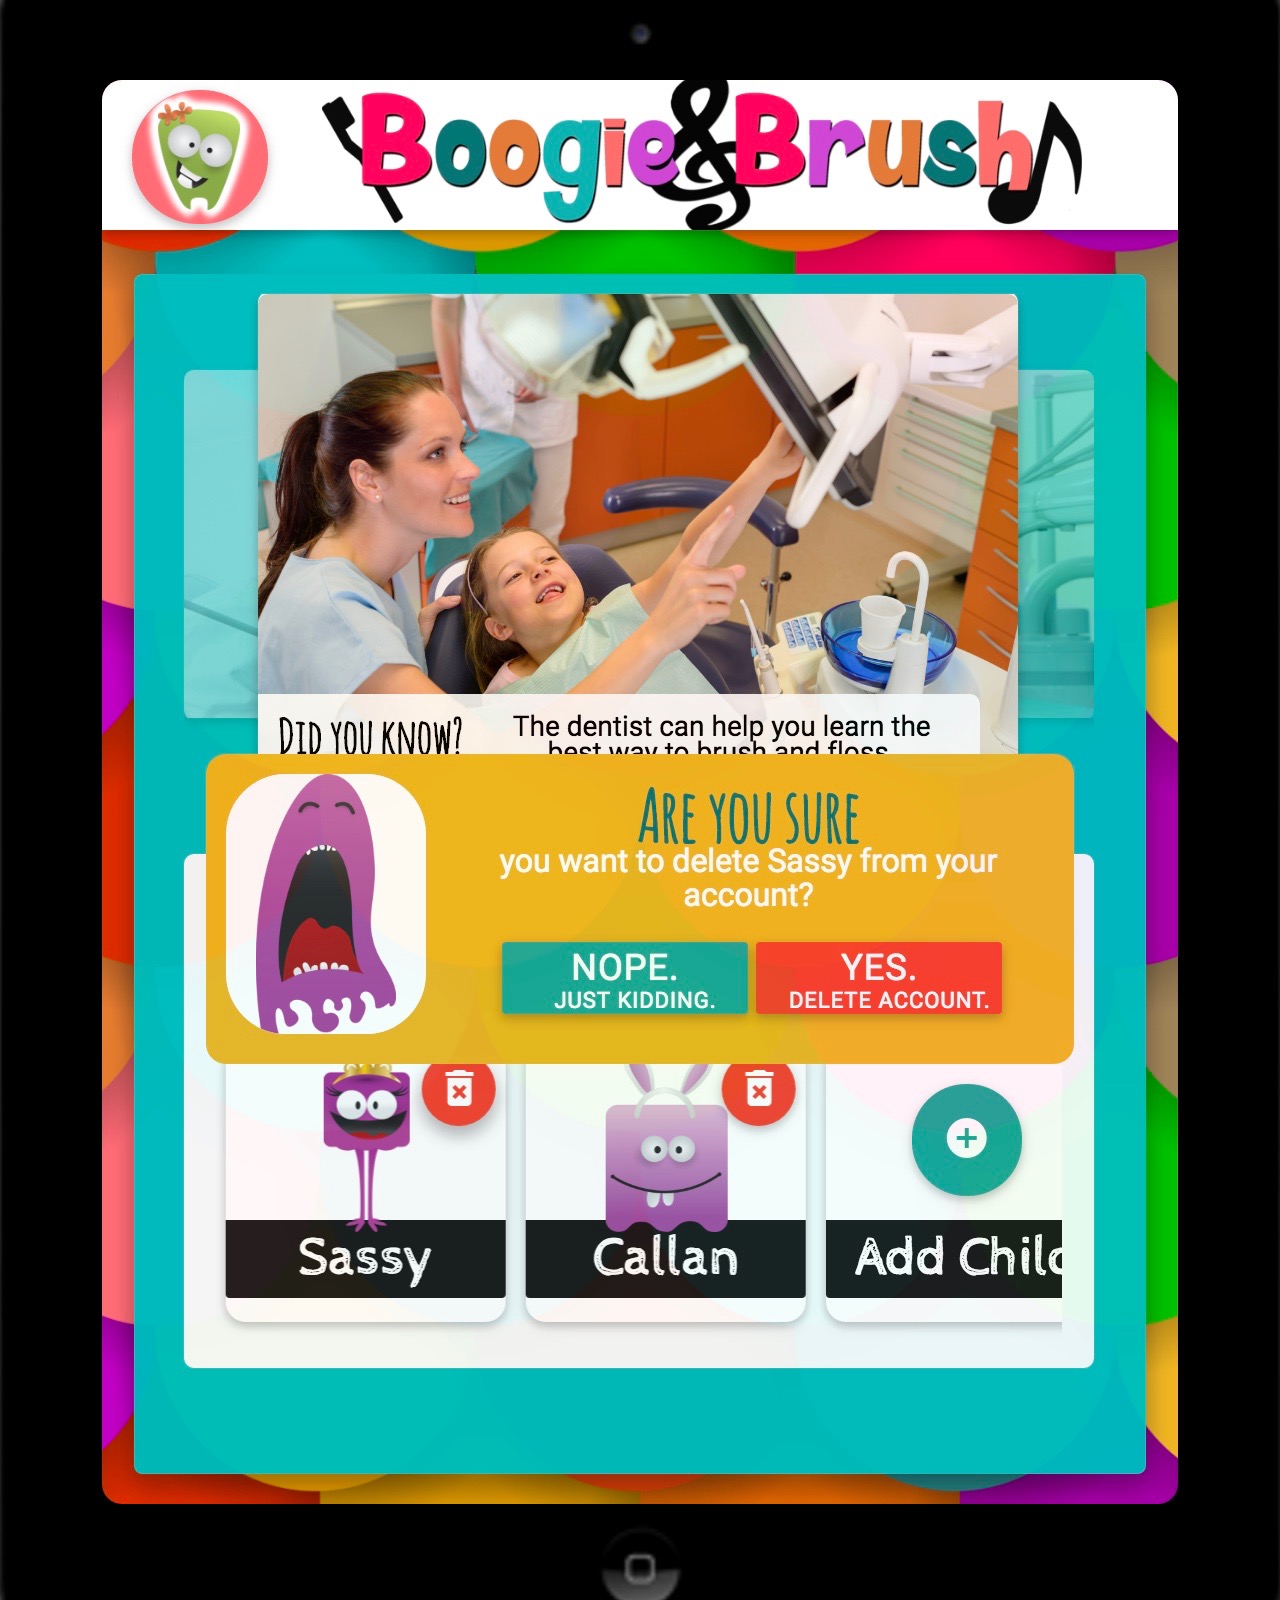 Boogie & Brush
DID YOU KNOW?
The dentist can help you learn the
best way to brush and floss
ARE YOU SURE
you want to delete Sassy from your
account?
NOPE.
JUST KIDDING.
YES.
DELETE ACCOUNT.
Sassy
Callan
Add Chil